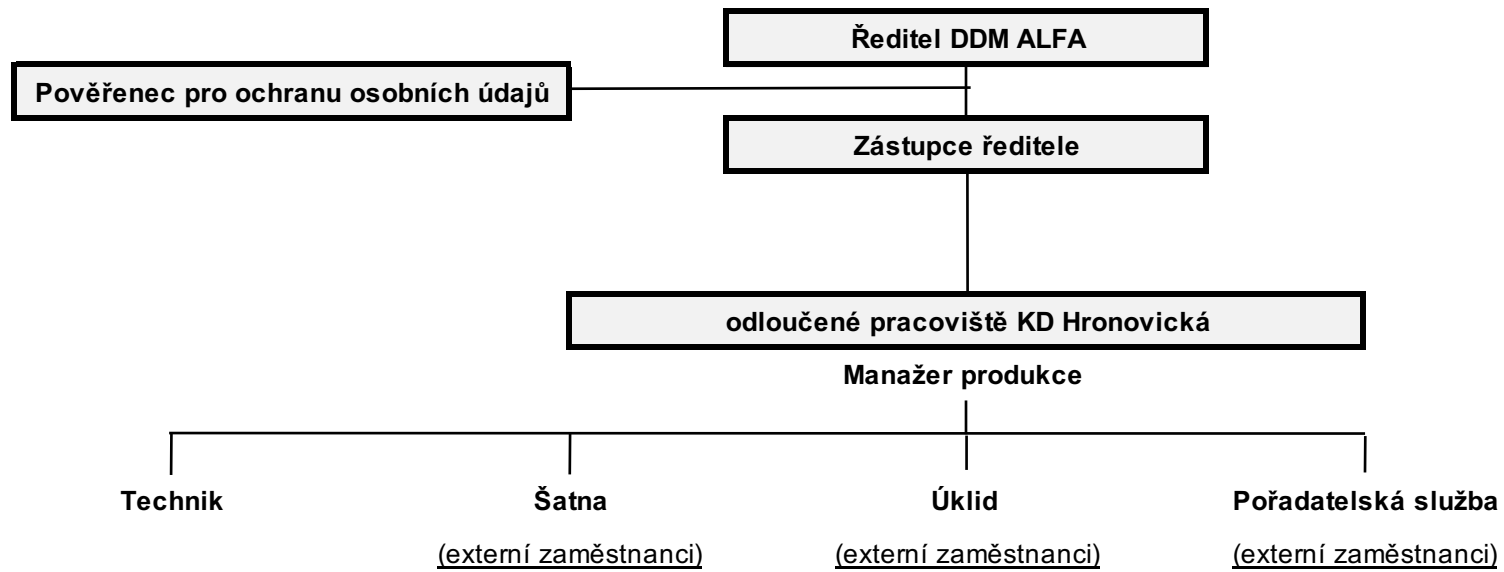 Ředitel DDM ALFA
Pověřenec pro ochranu osobních údajů
Zástupce ředitele
odloučené pracoviště KD Hronovická
Manažer produkce
Technik
Šatna
Úklid
Pořadatelská služba
(externí zaměstnanci)
(externí zaměstnanci)
(externí zaměstnanci)